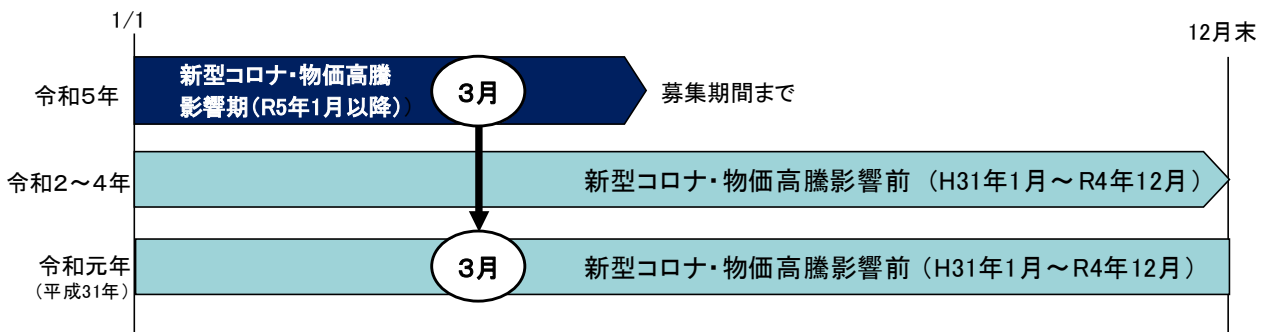 1/1
12月末
令和5年
新型コロナ・物価高騰
影響期（R5年1月以降））
3月
募集期間まで
令和2～4年
新型コロナ・物価高騰影響前 （H31年1月～R4年12月）
令和元年
（平成31年）
3月
新型コロナ・物価高騰影響前（H31年1月～R4年12月）